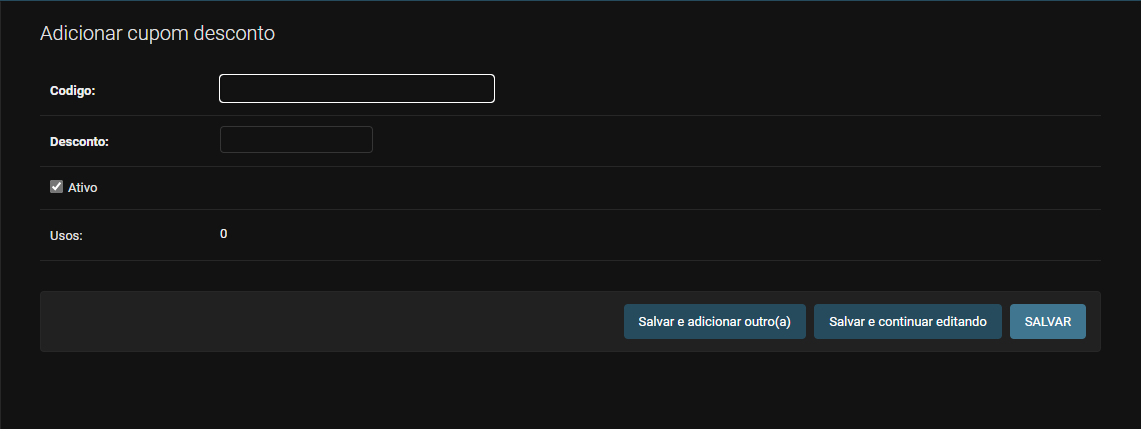 Adicionar cupom desconto
Codigo:
Desconto:
Ativo
Usos: 0
Salvar e adicionar outro(a) Salvar e continuar editando SALVAR